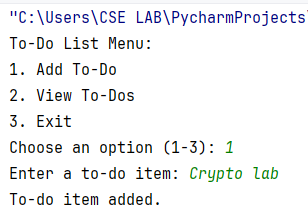 "C:\Users\CSE LAB\PycharmProjects\
To-Do List Menu:
1. Add To-Do
2. View To-Dos
3. Exit
Choose an option (1-3): 1
Enter a to-do item: Crypto lab
To-do item added.